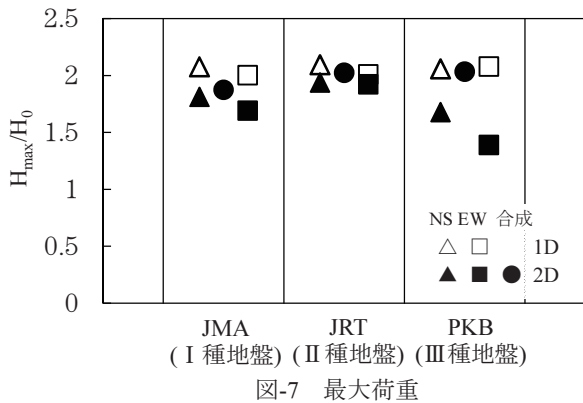 2.5
2
1.5
1
0.5
0
H_max/H_0
NS EW 合成
△ □ 1D
▲ ■ ● 2D
JMA
(Ⅰ種地盤)
JRT
(Ⅱ種地盤)
PKB
(Ⅲ種地盤)
図-7 最大荷重